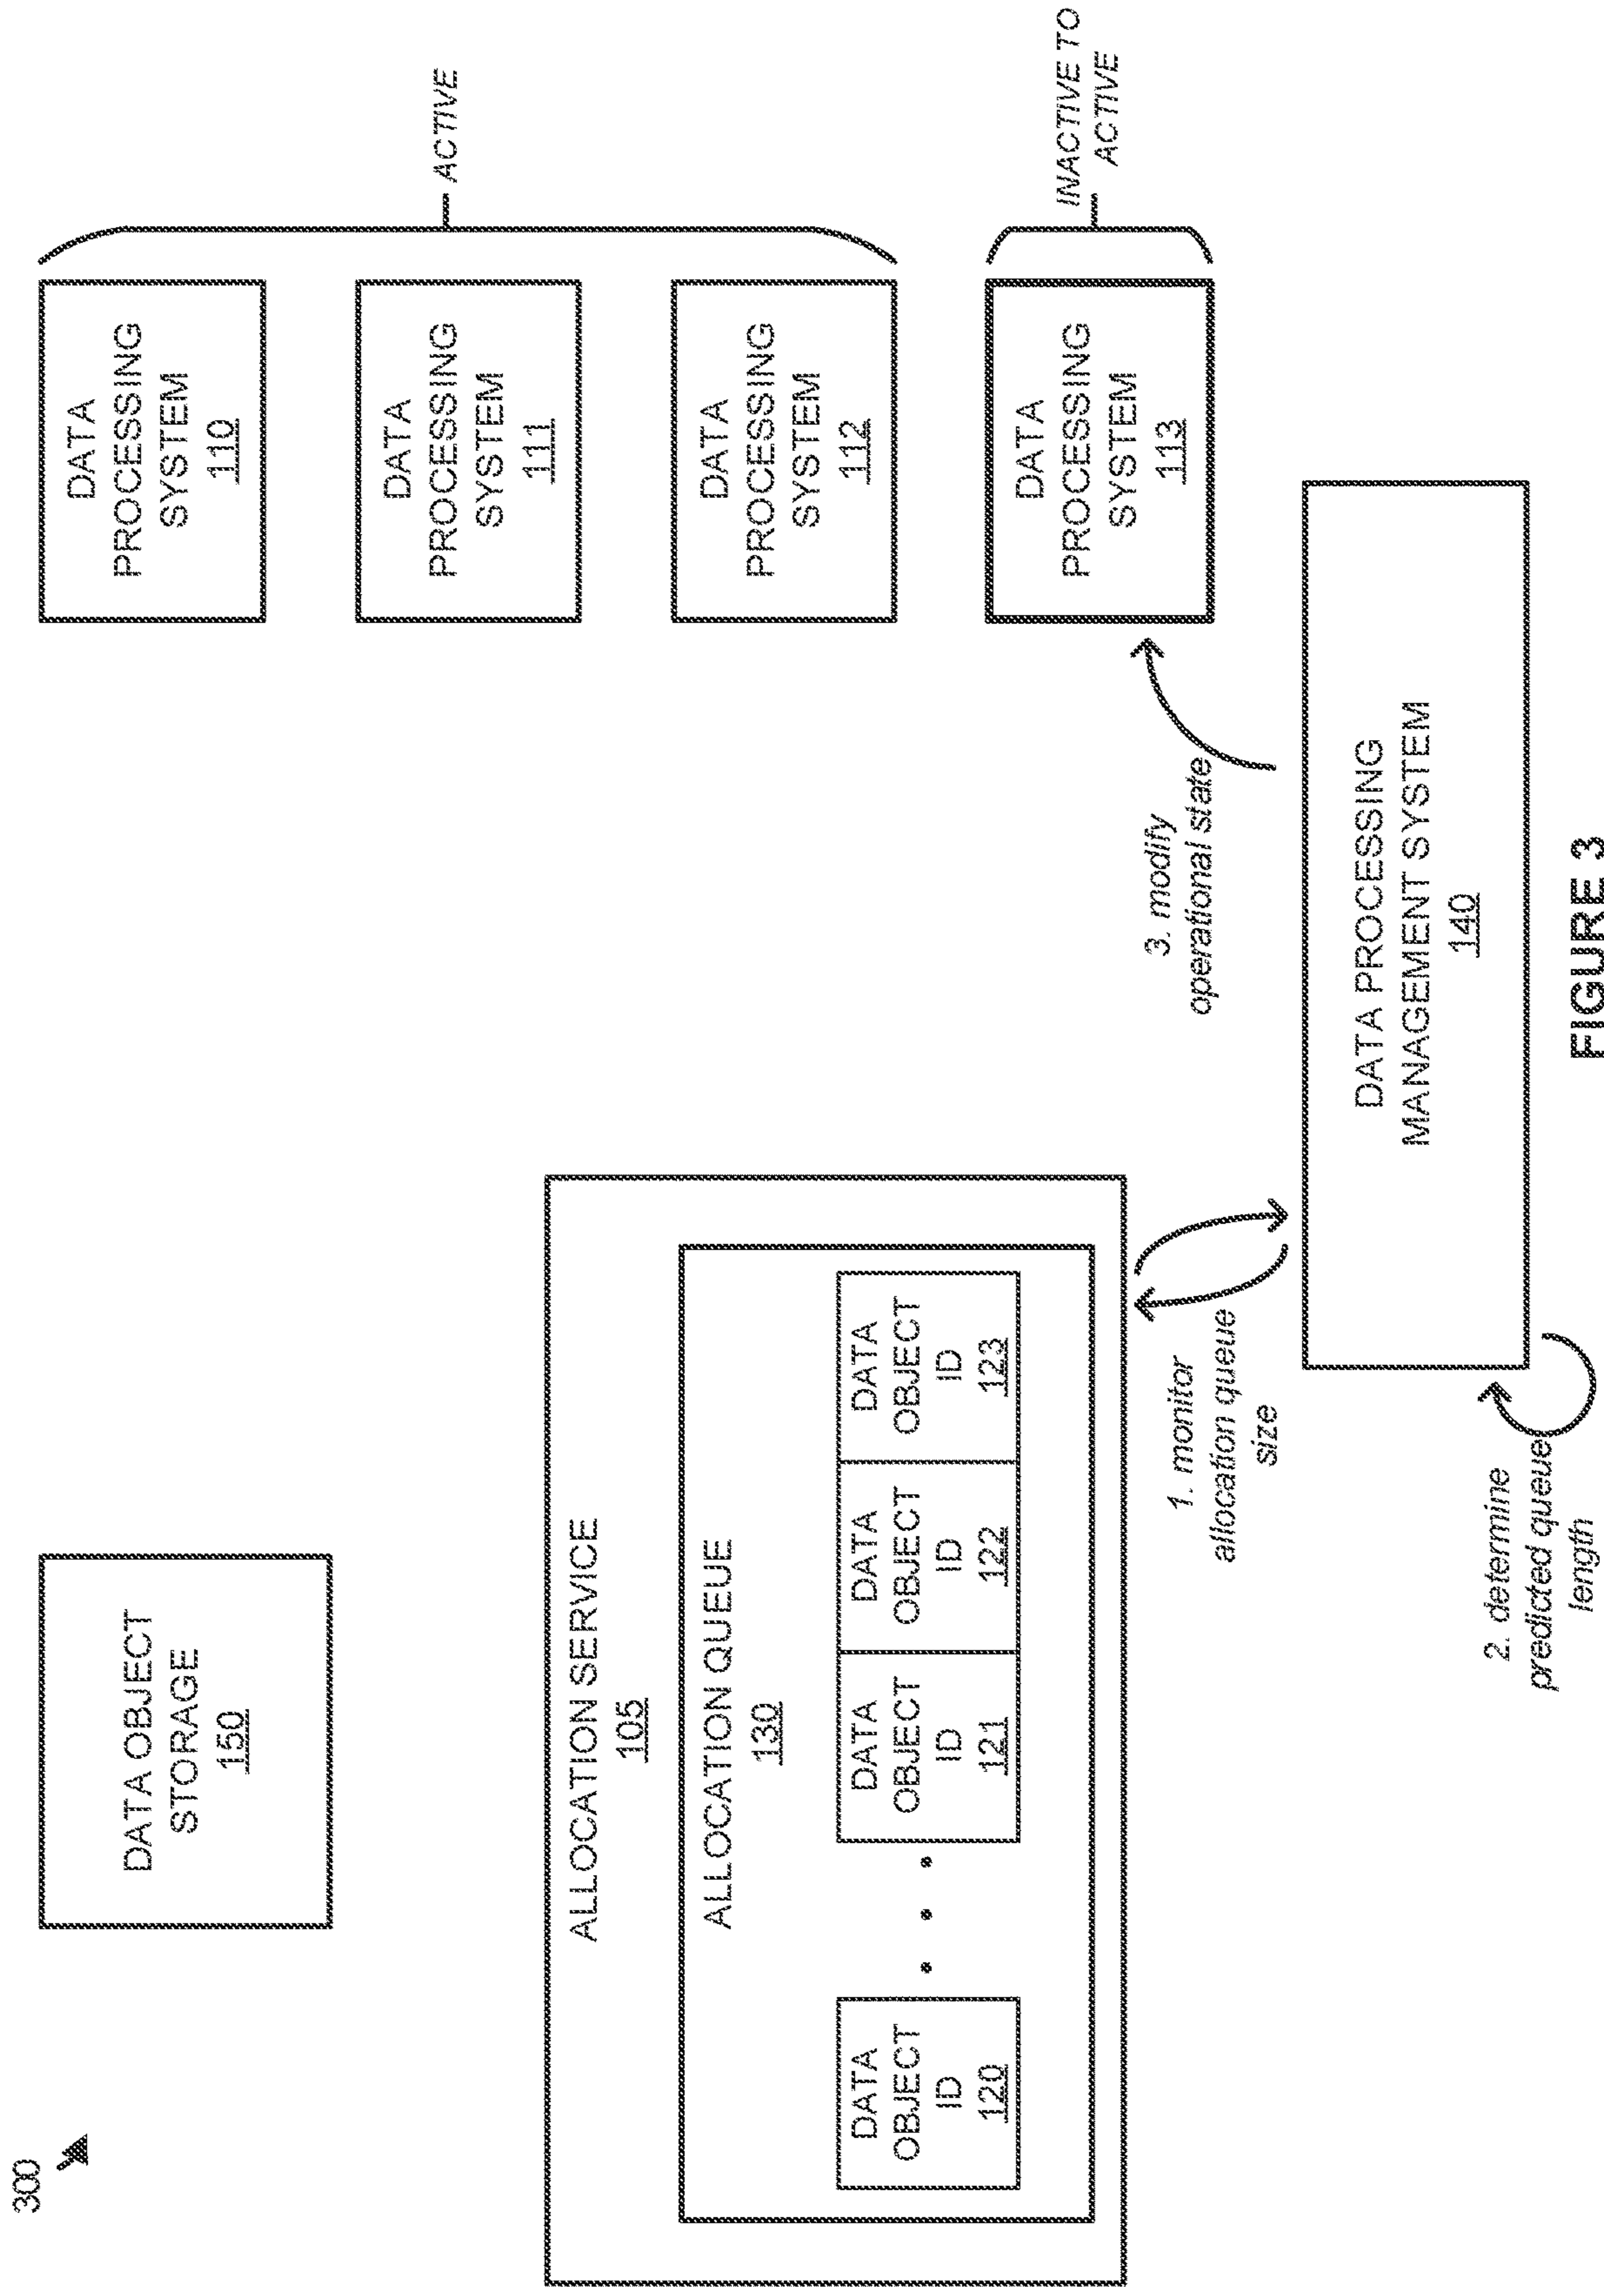 300
DATA OBJECT
STORAGE
150
ALLOCATION SERVICE
105
ALLOCATION QUEUE
130
DATA
OBJECT
ID
120
DATA
OBJECT
ID
121
DATA
OBJECT
ID
122
DATA
OBJECT
ID
123
DATA
PROCESSING
SYSTEM
110
DATA
PROCESSING
SYSTEM
111
DATA
PROCESSING
SYSTEM
112
ACTIVE
DATA
PROCESSING
SYSTEM
113
INACTIVE TO
ACTIVE
1. monitor
allocation queue
size
2. determine
predicted queue
length
3. modify
operational state
DATA PROCESSING
MANAGEMENT SYSTEM
140
FIGURE 3